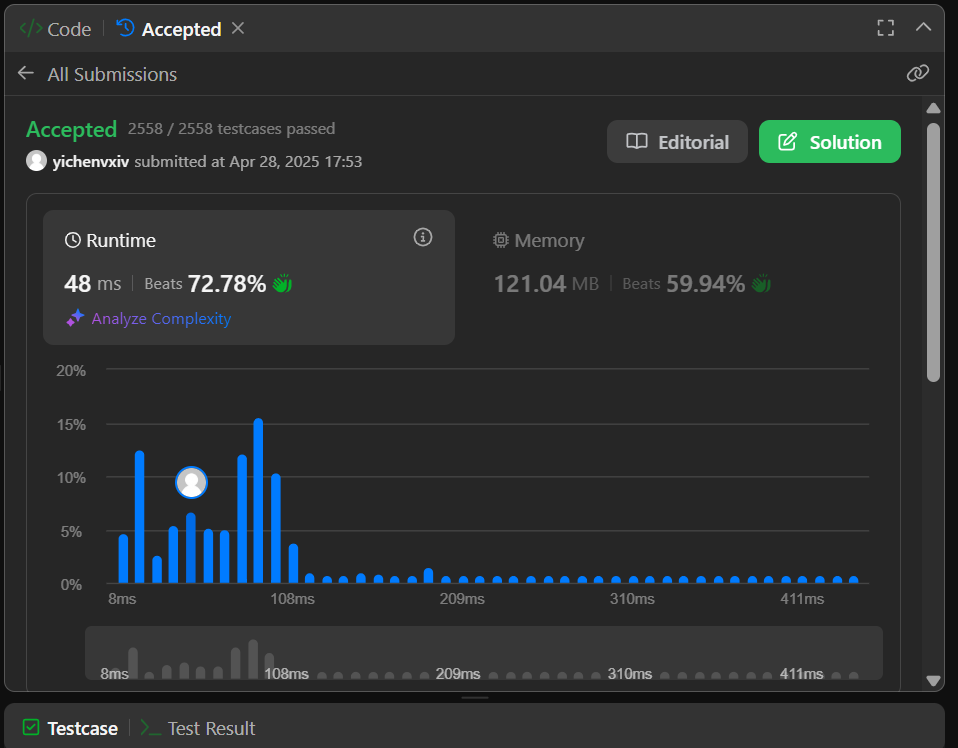 </> Code | Accepted
All Submissions
Accepted 2558 / 2558 testcases passed
yichenvxiv submitted at Apr 28, 2025 17:53
Editorial
Solution
Runtime
48 ms | Beats 72.78%
Analyze Complexity
Memory
121.04 MB | Beats 59.94%
20%
15%
10%
5%
0%
8ms 108ms 209ms 310ms 411ms
8ms 108ms 209ms 310ms 411ms
Testcase | >_ Test Result